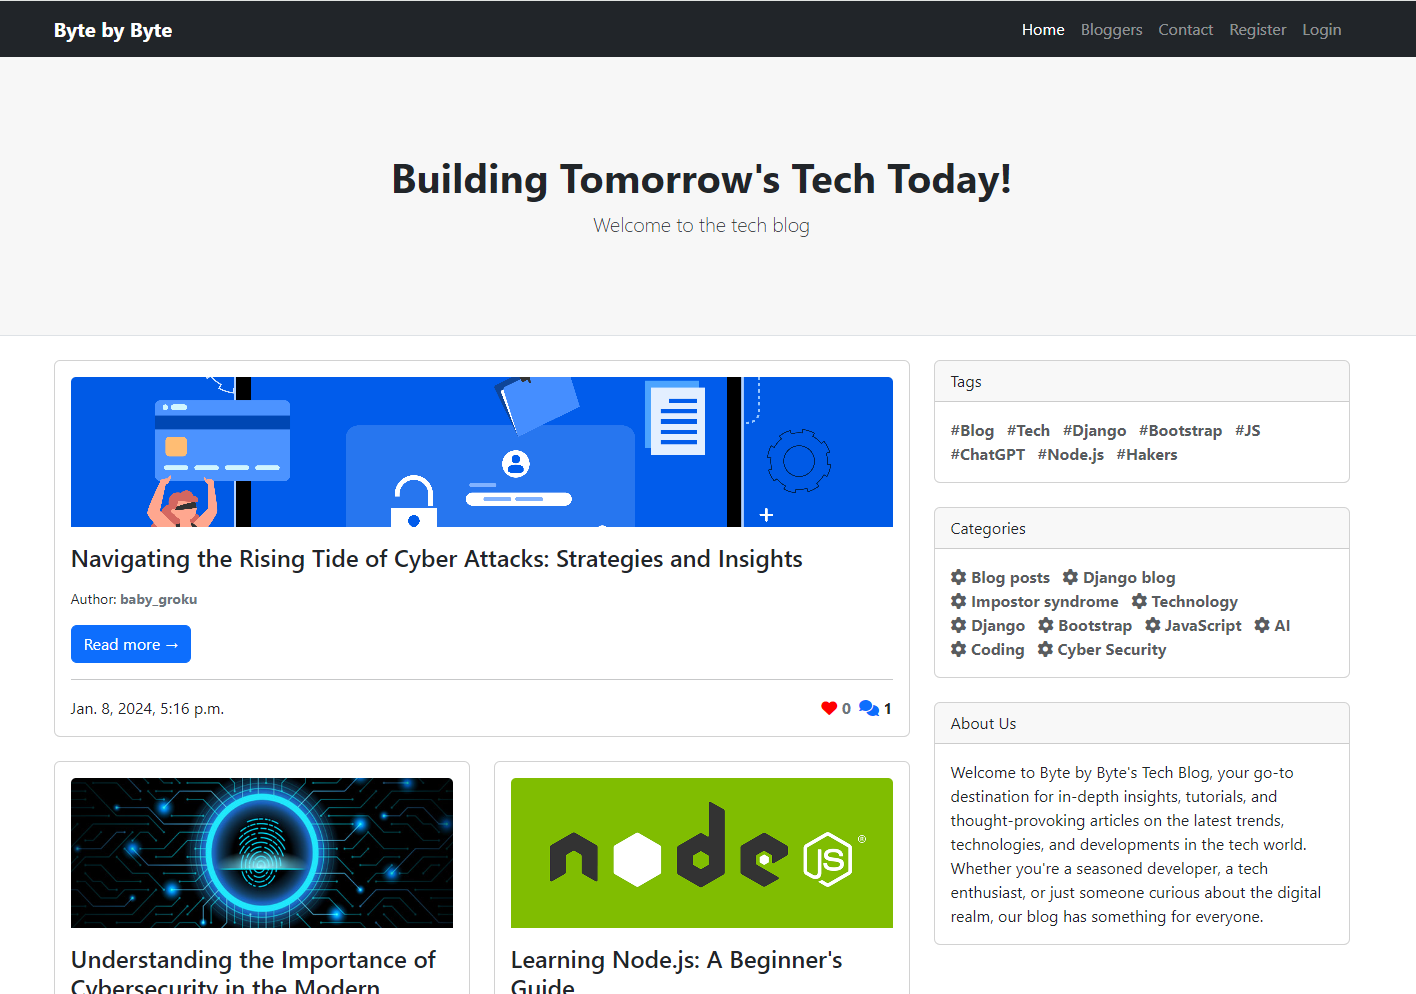 Byte by Byte
Home Bloggers Contact Register Login
Building Tomorrow's Tech Today!
Welcome to the tech blog
Navigating the Rising Tide of Cyber Attacks: Strategies and Insights
Author: baby_groku
Read more →
Jan. 8, 2024, 5:16 p.m.
0 1
node JS ®
Understanding the Importance of
Cybersecurity in the Modern
Learning Node.js: A Beginner's
Guide
Tags
#Blog #Tech #Django #Bootstrap #JS
#ChatGPT #Node.js #Hakers
Categories
Blog posts Django blog
Impostor syndrome Technology
Django Bootstrap JavaScript AI
Coding Cyber Security
About Us
Welcome to Byte by Byte's Tech Blog, your go-to
destination for in-depth insights, tutorials, and
thought-provoking articles on the latest trends,
technologies, and developments in the tech world.
Whether you're a seasoned developer, a tech
enthusiast, or just someone curious about the digital
realm, our blog has something for everyone.